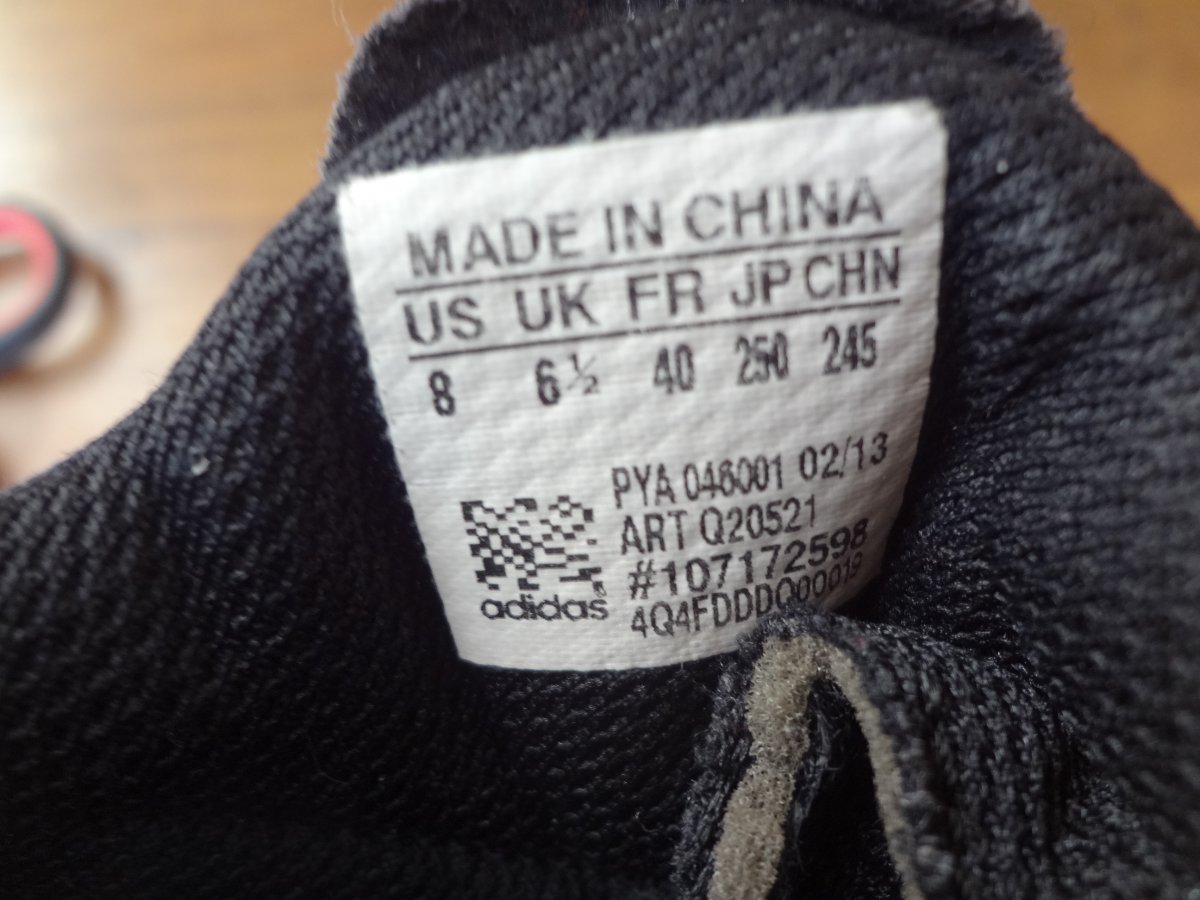 MADE IN CHINA
US UK FR JP CHN
8 6½ 40 250 245
PYA 046001 02/13
ART Q20521
#107172598
adidas
4Q4FDDDQ00019